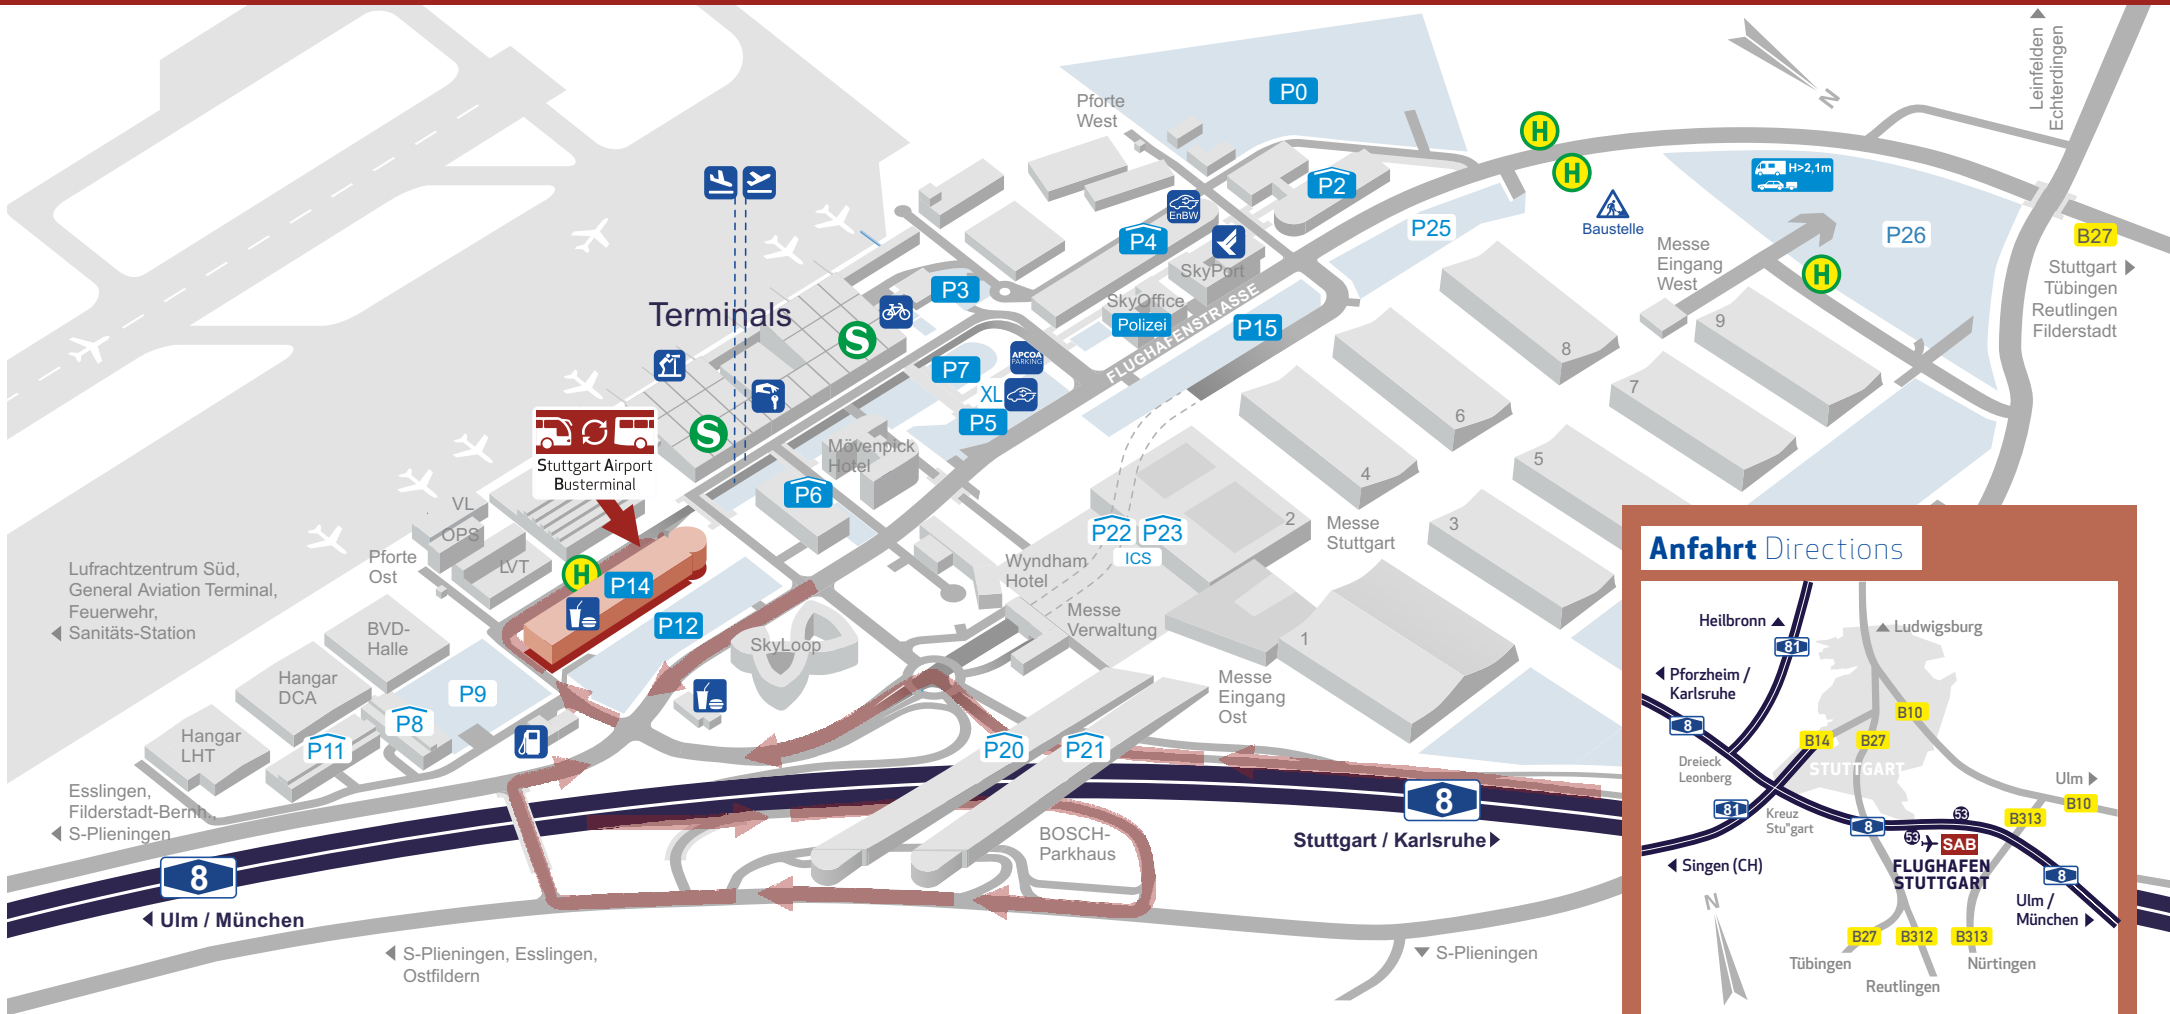 Leinfelden
Echterdingen
N
P0
Pforte
West
H
H
H>2,1m
P2
EnBW
P4
P25
Baustelle
Messe
Eingang
West
P26
H
B27
Stuttgart
Tübingen
Reutlingen
Filderstadt
SkyPort
SkyOffice
Polizei
FLUGHAFENSTRASSE
P15
P3
Terminals
S
S
APCOA
PARKING
P7
XL
P5
9
8
7
6
5
4
3
2
1
Stuttgart Airport
Busterminal
Mövenpick
Hotel
P6
VL
OPS
LVT
Pforte
Ost
H
P14
P12
Lufrachtzentrum Süd,
General Aviation Terminal,
Feuerwehr,
Sanitäts-Station
BVD-
Halle
Hangar
DCA
Hangar
LHT
P9
P8
P11
SkyLoop
P22
P23
ICS
Messe
Stuttgart
Wyndham
Hotel
Messe
Verwaltung
Messe
Eingang
Ost
P20
P21
BOSCH-
Parkhaus
Esslingen,
Filderstadt-Bernh.,
S-Plieningen
8
Ulm / München
8
Stuttgart / Karlsruhe
S-Plieningen, Esslingen,
Ostfildern
S-Plieningen
Anfahrt Directions
Heilbronn
81
Ludwigsburg
Pforzheim /
Karlsruhe
8
B10
B14
B27
Dreieck
Leonberg
STUTTGART
Ulm
B10
81
Kreuz
Stu"gart
8
53
53
SAB
B313
FLUGHAFEN
STUTTGART
Singen (CH)
8
Ulm /
München
N
B27
B312
B313
Tübingen
Nürtingen
Reutlingen